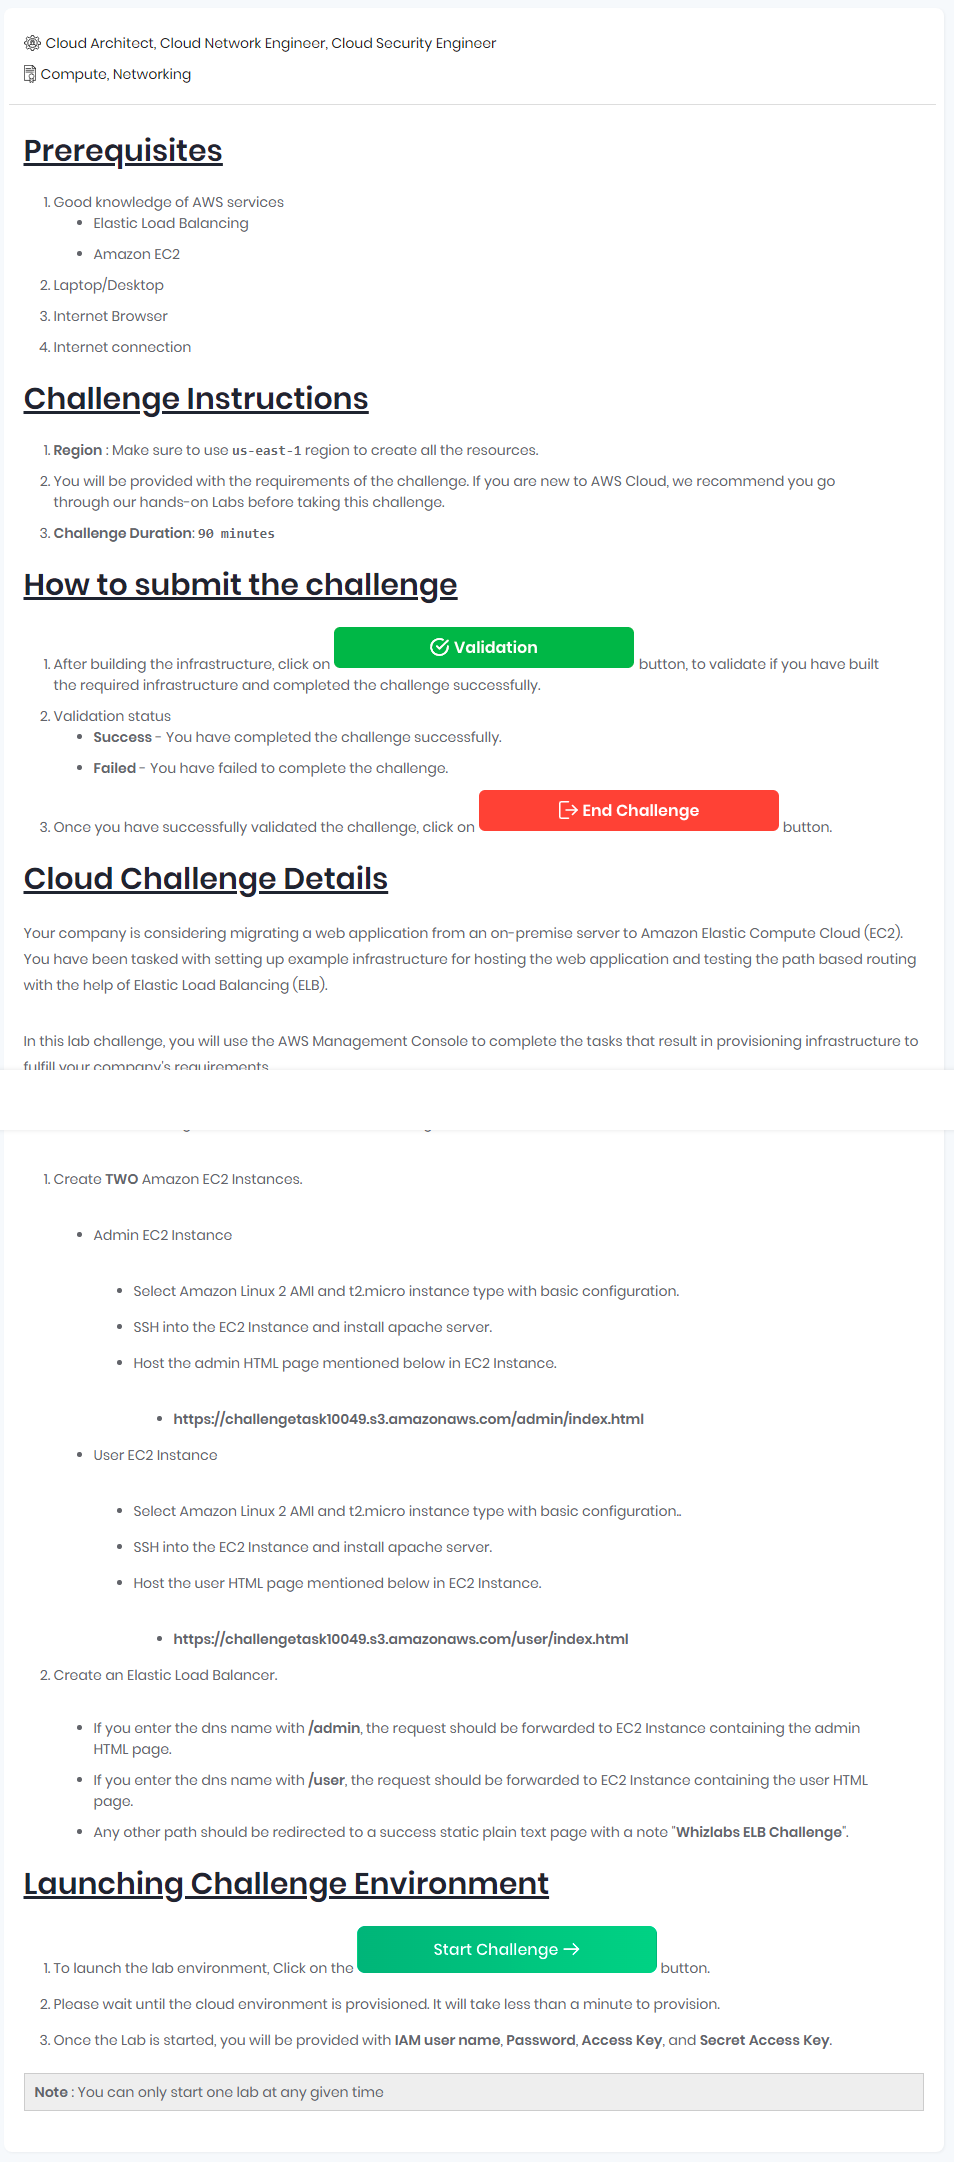 Cloud Architect, Cloud Network Engineer, Cloud Security Engineer
Compute, Networking
Prerequisites
1. Good knowledge of AWS services
• Elastic Load Balancing
• Amazon EC2
2. Laptop/Desktop
3. Internet Browser
4. Internet connection
Challenge Instructions
1. Region : Make sure to use us-east-1 region to create all the resources.
2. You will be provided with the requirements of the challenge. If you are new to AWS Cloud, we recommend you go
through our hands-on Labs before taking this challenge.
3. Challenge Duration: 90 minutes
How to submit the challenge
1. After building the infrastructure, click on Validation button, to validate if you have built
the required infrastructure and completed the challenge successfully.
2. Validation status
• Success - You have completed the challenge successfully.
• Failed - You have failed to complete the challenge.
3. Once you have successfully validated the challenge, click on End Challenge button.
Cloud Challenge Details
Your company is considering migrating a web application from an on-premise server to Amazon Elastic Compute Cloud (EC2).
You have been tasked with setting up example infrastructure for hosting the web application and testing the path based routing
with the help of Elastic Load Balancing (ELB).
In this lab challenge, you will use the AWS Management Console to complete the tasks that result in provisioning infrastructure to
fulfill your company's requirements
1. Create TWO Amazon EC2 Instances.
• Admin EC2 Instance
• Select Amazon Linux 2 AMI and t2.micro instance type with basic configuration.
• SSH into the EC2 Instance and install apache server.
• Host the admin HTML page mentioned below in EC2 Instance.
• https://challengetask10049.s3.amazonaws.com/admin/index.html
• User EC2 Instance
• Select Amazon Linux 2 AMI and t2.micro instance type with basic configuration..
• SSH into the EC2 Instance and install apache server.
• Host the user HTML page mentioned below in EC2 Instance.
• https://challengetask10049.s3.amazonaws.com/user/index.html
2. Create an Elastic Load Balancer.
• If you enter the dns name with /admin, the request should be forwarded to EC2 Instance containing the admin
HTML page.
• If you enter the dns name with /user, the request should be forwarded to EC2 Instance containing the user HTML
page.
• Any other path should be redirected to a success static plain text page with a note "Whizlabs ELB Challenge".
Launching Challenge Environment
1. To launch the lab environment, Click on the Start Challenge → button.
2. Please wait until the cloud environment is provisioned. It will take less than a minute to provision.
3. Once the Lab is started, you will be provided with IAM user name, Password, Access Key, and Secret Access Key.
Note : You can only start one lab at any given time